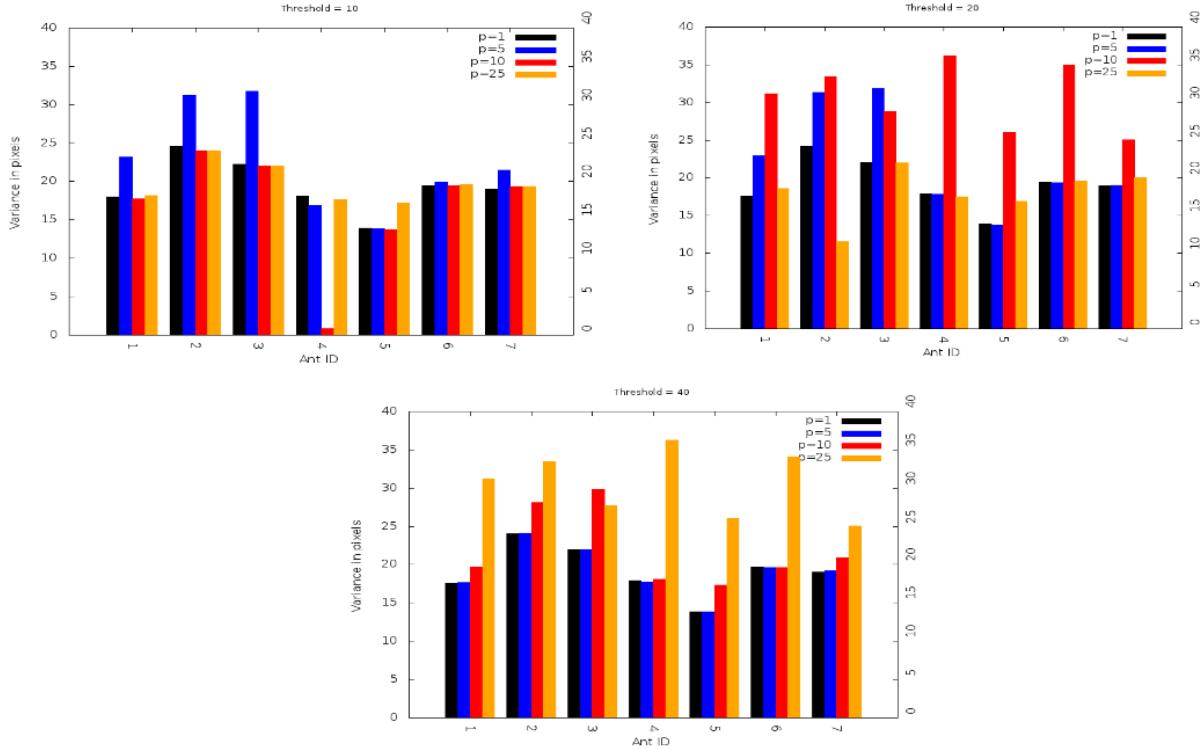 Threshold = 10
40
35
30
25
20
15
10
5
0
Variance in pixels
p=1
p=5
p=10
p=25
40
35
30
25
20
15
10
5
0
1 2 3 4 5 6 7
Ant ID
Threshold = 20
40
35
30
25
20
15
10
5
0
Variance in pixels
p=1
p=5
p=10
p=25
40
35
30
25
20
15
10
5
0
1 2 3 4 5 6 7
Ant ID
Threshold = 40
40
35
30
25
20
15
10
5
0
Variance in pixels
p=1
p=5
p=10
p=25
40
35
30
25
20
15
10
5
0
1 2 3 4 5 6 7
Ant ID